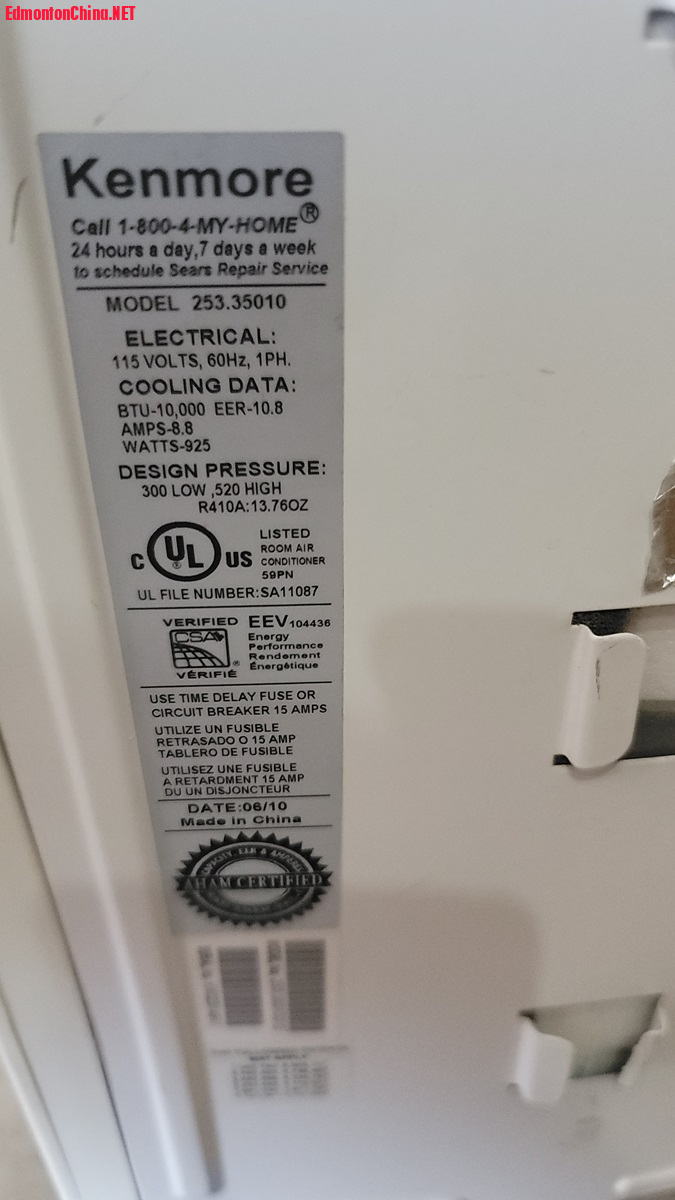 EdmontonChina.NET
Kenmore
Call 1-800-4-MY-HOME®
24 hours a day,7 days a week
to schedule Sears Repair Service
MODEL 253.35010
ELECTRICAL:
115 VOLTS, 60Hz, 1PH.
COOLING DATA:
BTU-10,000 EER-10.8
AMPS-8.8
WATTS-925
DESIGN PRESSURE:
300 LOW ,520 HIGH
R410A:13.76OZ
C UL ® US
LISTED
ROOM AIR
CONDITIONER
59PN
UL FILE NUMBER:SA11087
VERIFIED
CSA
®
VÉRIFIÉ
EEV104436
Energy
Performance
Rendement
Énergétique
USE TIME DELAY FUSE OR
CIRCUIT BREAKER 15 AMPS
UTILIZE UN FUSIBLE
RETRASADO O 15 AMP
TABLERO DE FUSIBLE
UTILISEZ UNE FUSIBLE
A RETARDMENT 15 AMP
DU UN DISJONCTEUR
DATE:06/10
Made in China
AHAM CERTIFIED